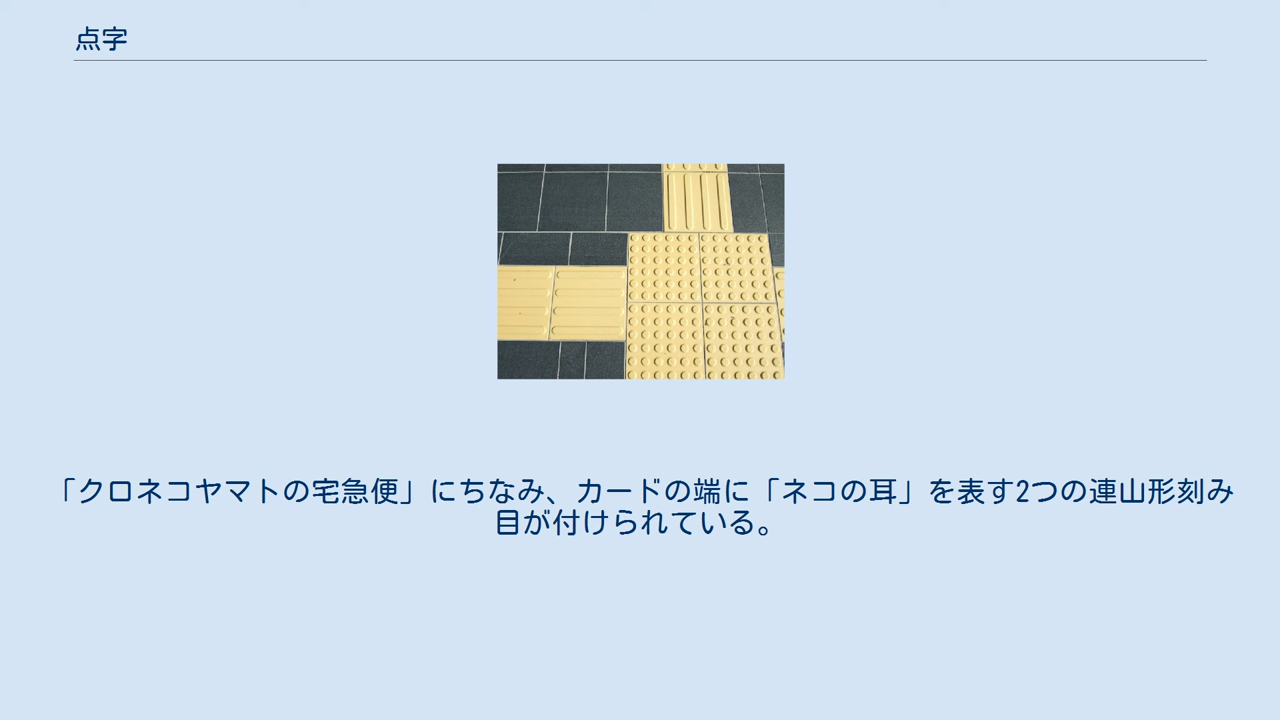 点字
「クロネコヤマトの宅急便」にちなみ、カードの端に「ネコの耳」を表す2つの連山形刻み
目が付けられている。